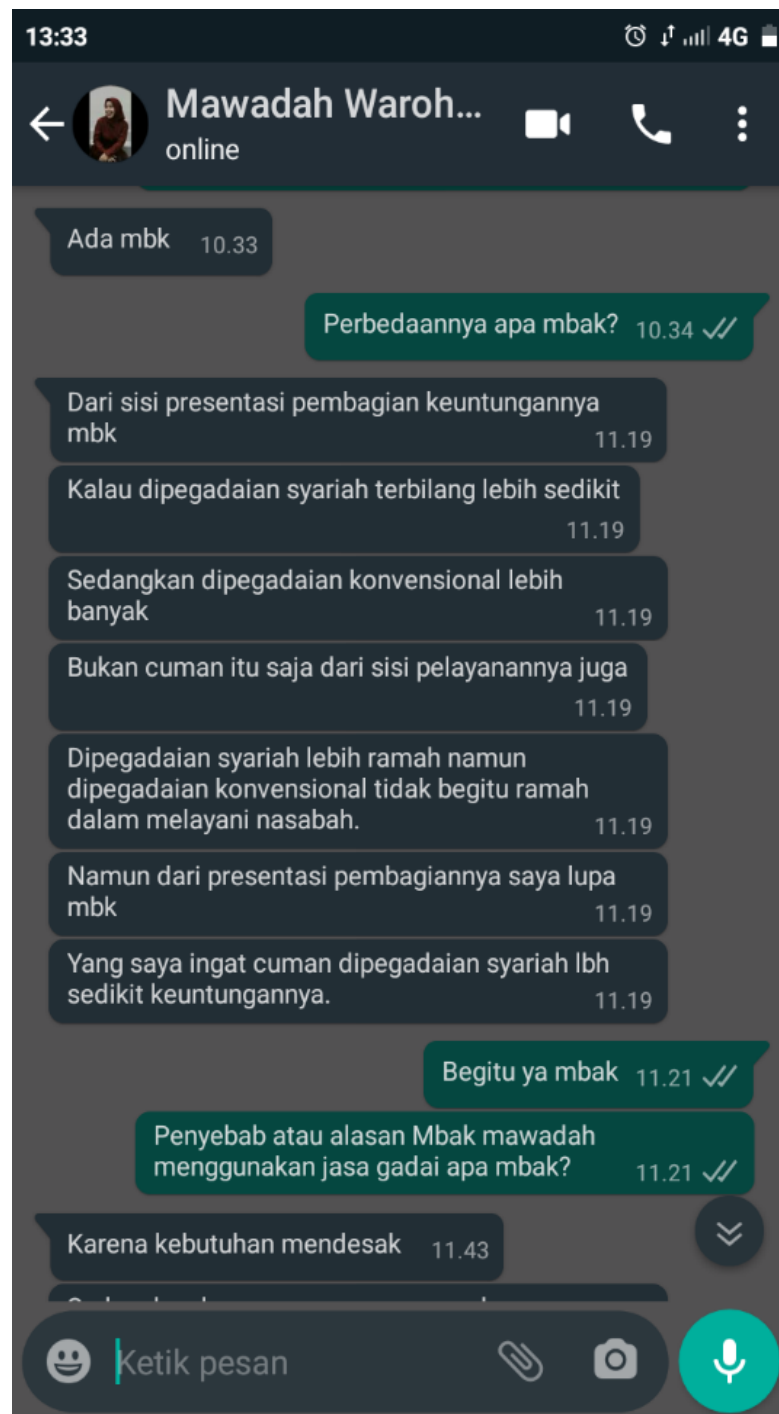 13:33
4G
Mawadah Waroh...
online
Ada mbk 10.33
Perbedaannya apa mbak? 10.34
Dari sisi presentasi pembagian keuntungannya
mbk 11.19
Kalau dipegadaian syariah terbilang lebih sedikit
11.19
Sedangkan dipegadaian konvensional lebih
banyak 11.19
Bukan cuman itu saja dari sisi pelayanannya juga
11.19
Dipegadaian syariah lebih ramah namun
dipegadaian konvensional tidak begitu ramah
dalam melayani nasabah. 11.19
Namun dari presentasi pembagiannya saya lupa
mbk 11.19
Yang saya ingat cuman dipegadaian syariah lbh
sedikit keuntungannya. 11.19
Begitu ya mbak 11.21
Penyebab atau alasan Mbak mawadah
menggunakan jasa gadai apa mbak? 11.21
Karena kebutuhan mendesak 11.43
Ketik pesan